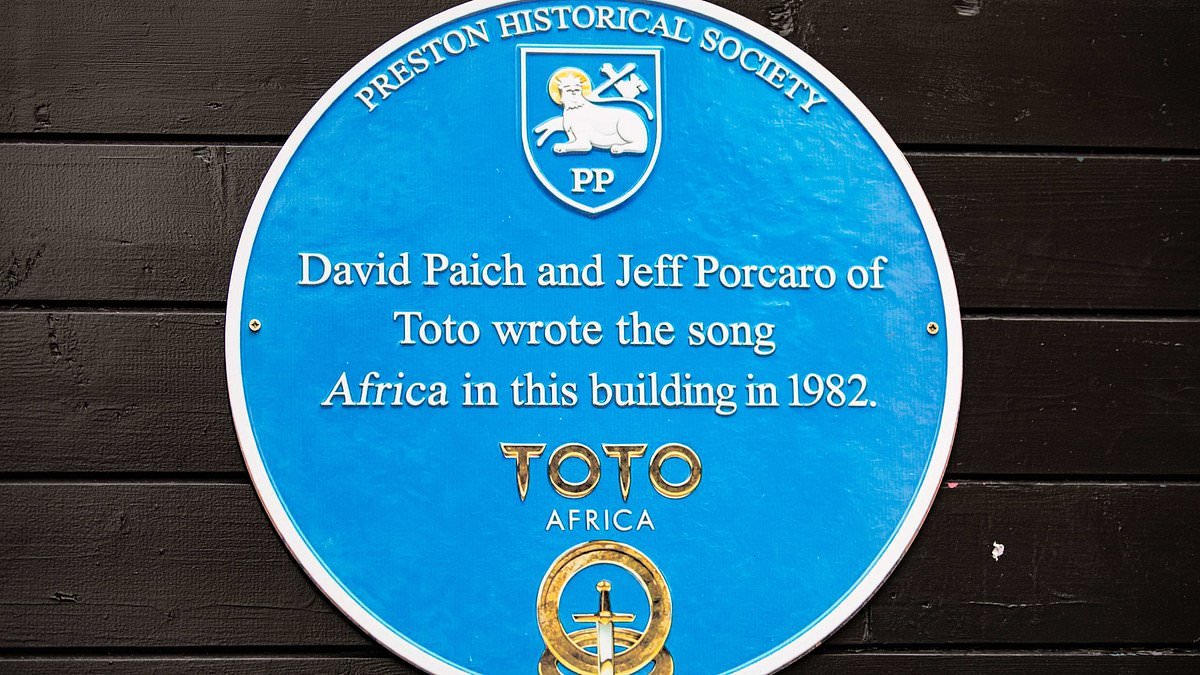 PRESTON HISTORICAL SOCIETY
PP
David Paich and Jeff Porcaro of
Toto wrote the song
Africa in this building in 1982.
TOTO
AFRICA